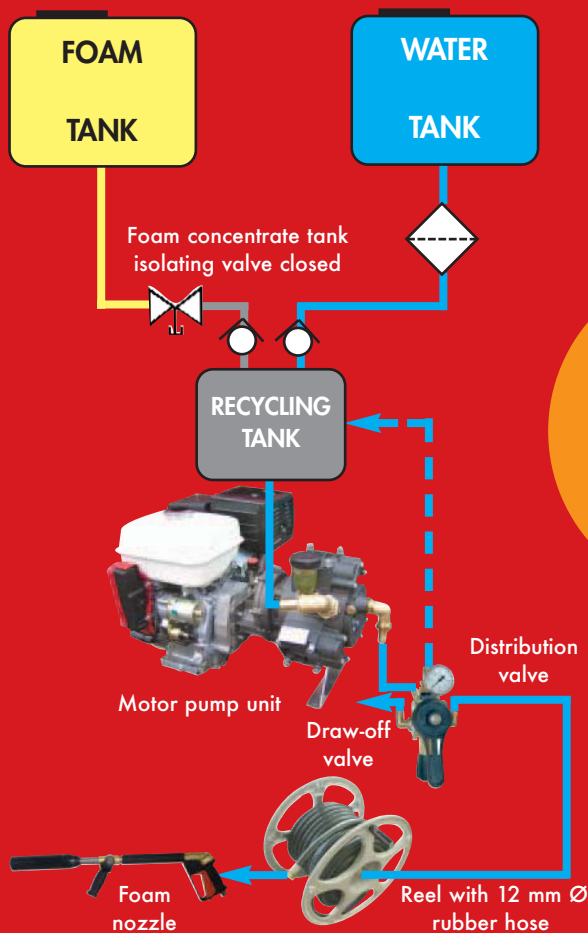 FOAM
TANK
WATER
TANK
Foam concentrate tank
isolating valve closed
RECYCLING
TANK
Motor pump unit
Distribution
valve
Draw-off
valve
Foam
nozzle
Reel with 12 mm Ø
rubber hose